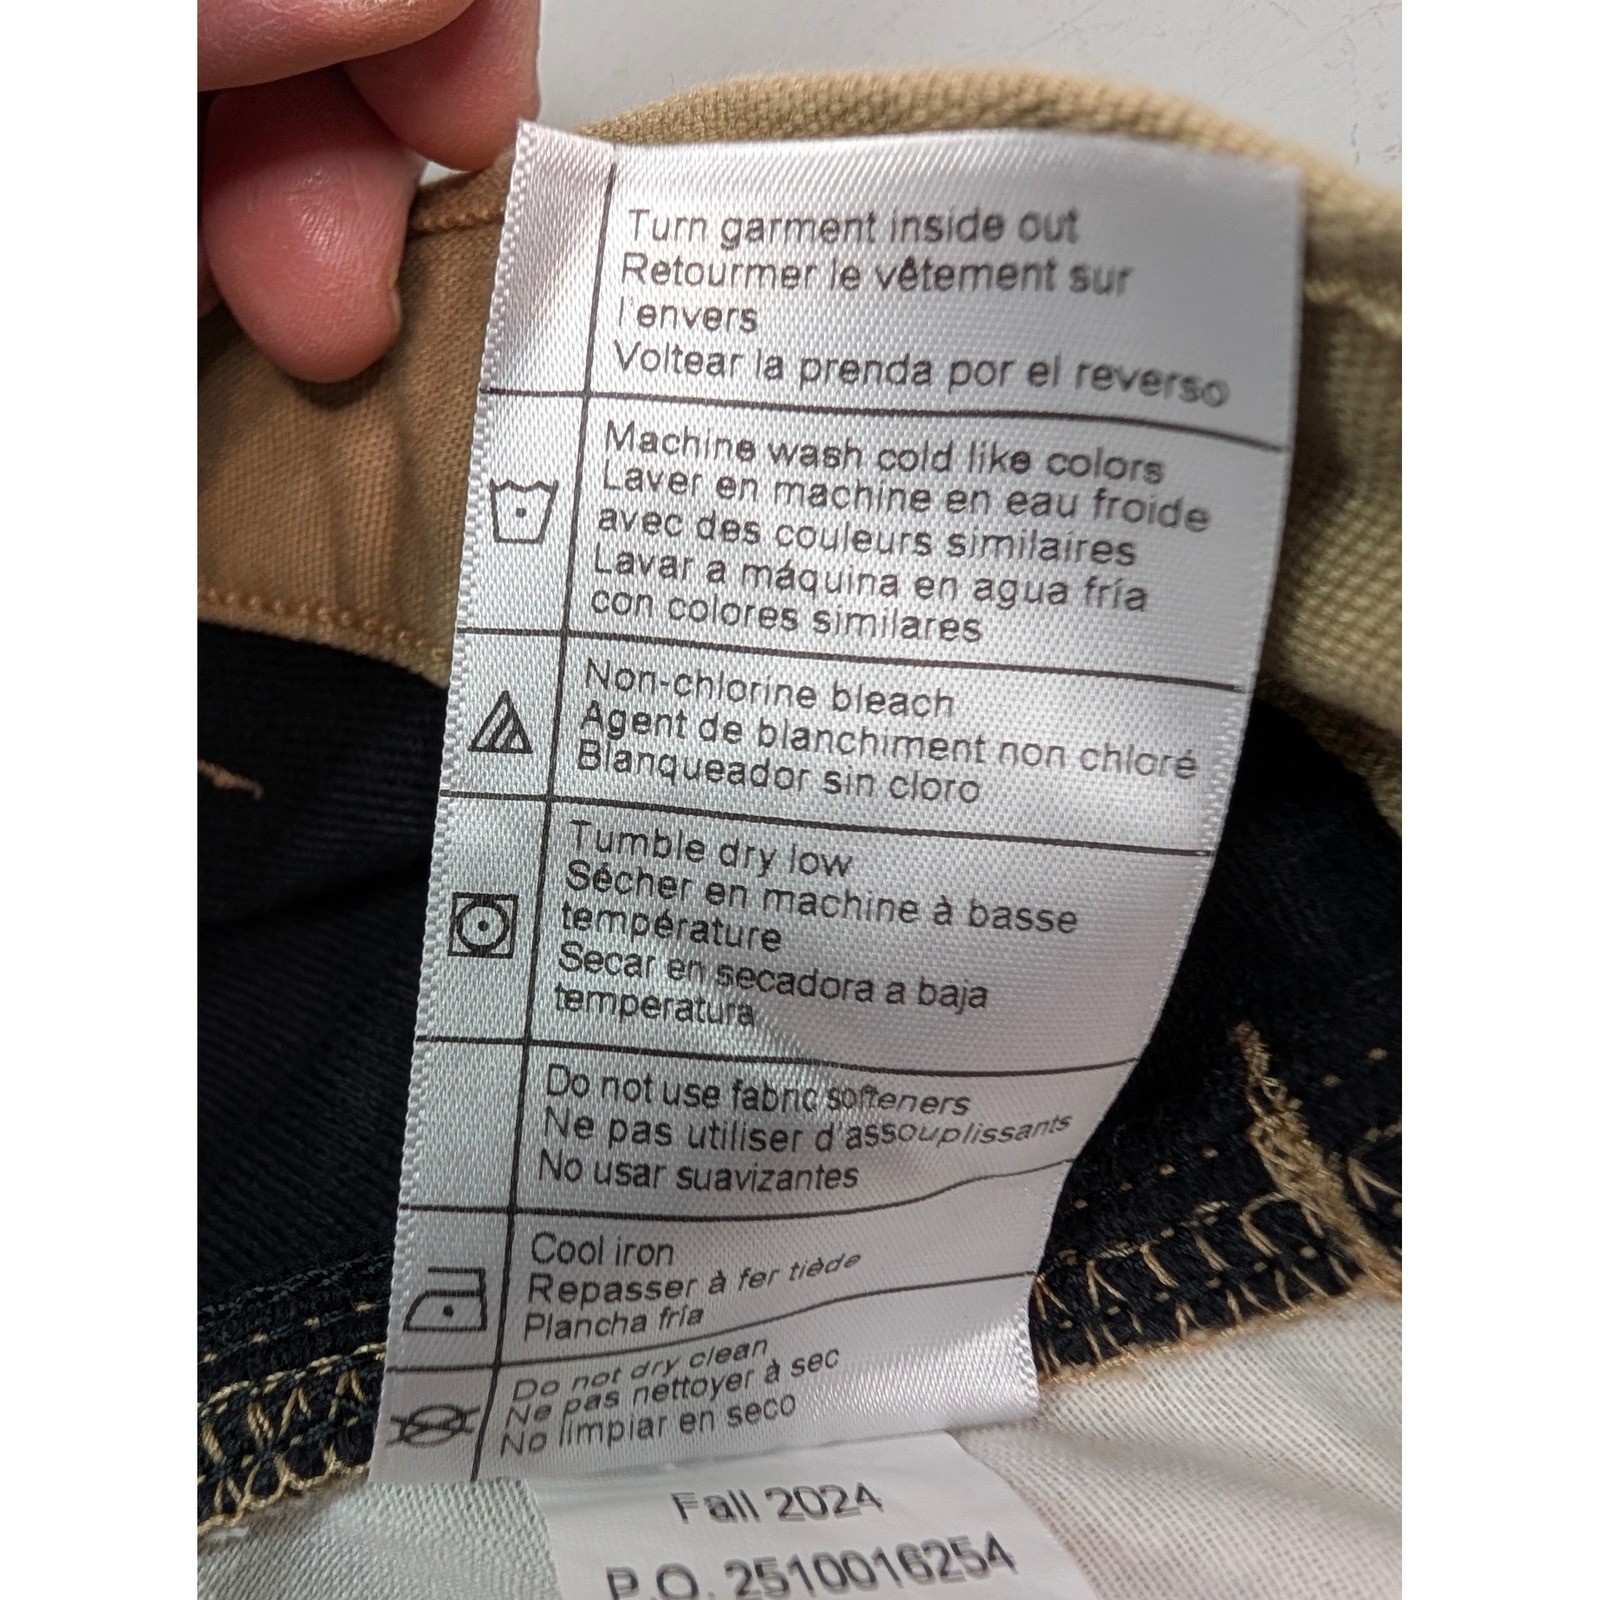 Turn garment inside out
Retourner le vêtement sur
l'envers
Voltear la prenda por el reverso
Machine wash cold like colors
Laver en machine en eau froide
avec des couleurs similaires
Lavar a máquina en agua fría
con colores similares
Non-chlorine bleach
Agent de blanchiment non chloré
Blanqueador sin cloro
Tumble dry low
Sécher en machine à basse
température
Secar en secadora a baja
temperatura
Do not use fabric softeners
Ne pas utiliser d'assouplissants
No usar suavizantes
Cool iron
Repasser à fer tiède
Plancha fría
Do not dry clean
Ne pas nettoyer à sec
No limpiar en seco
Fall 2024
P.O. 2510016254